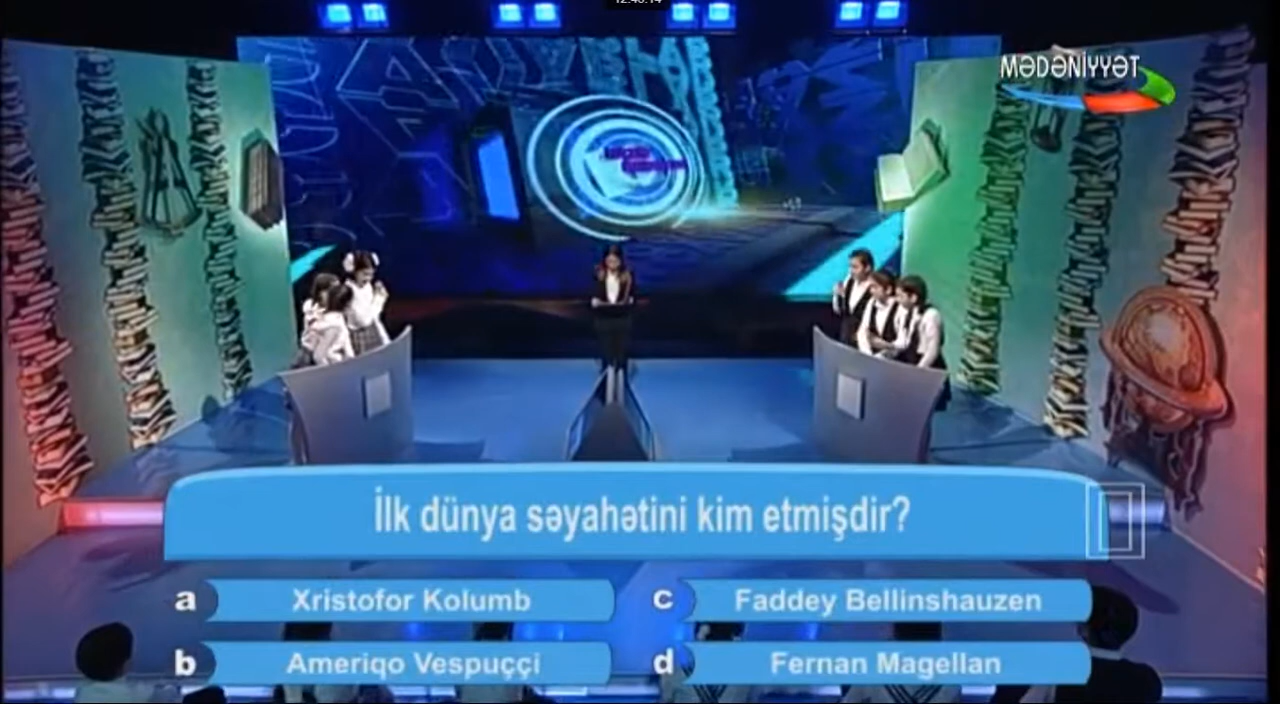 MƏDƏNİYYƏT
İlk dünya səyahətini kim etmişdir?
a Xristofor Kolumb
b Ameriqo Vespuççi
c Faddey Bellinshauzen
d Fernan Magellan